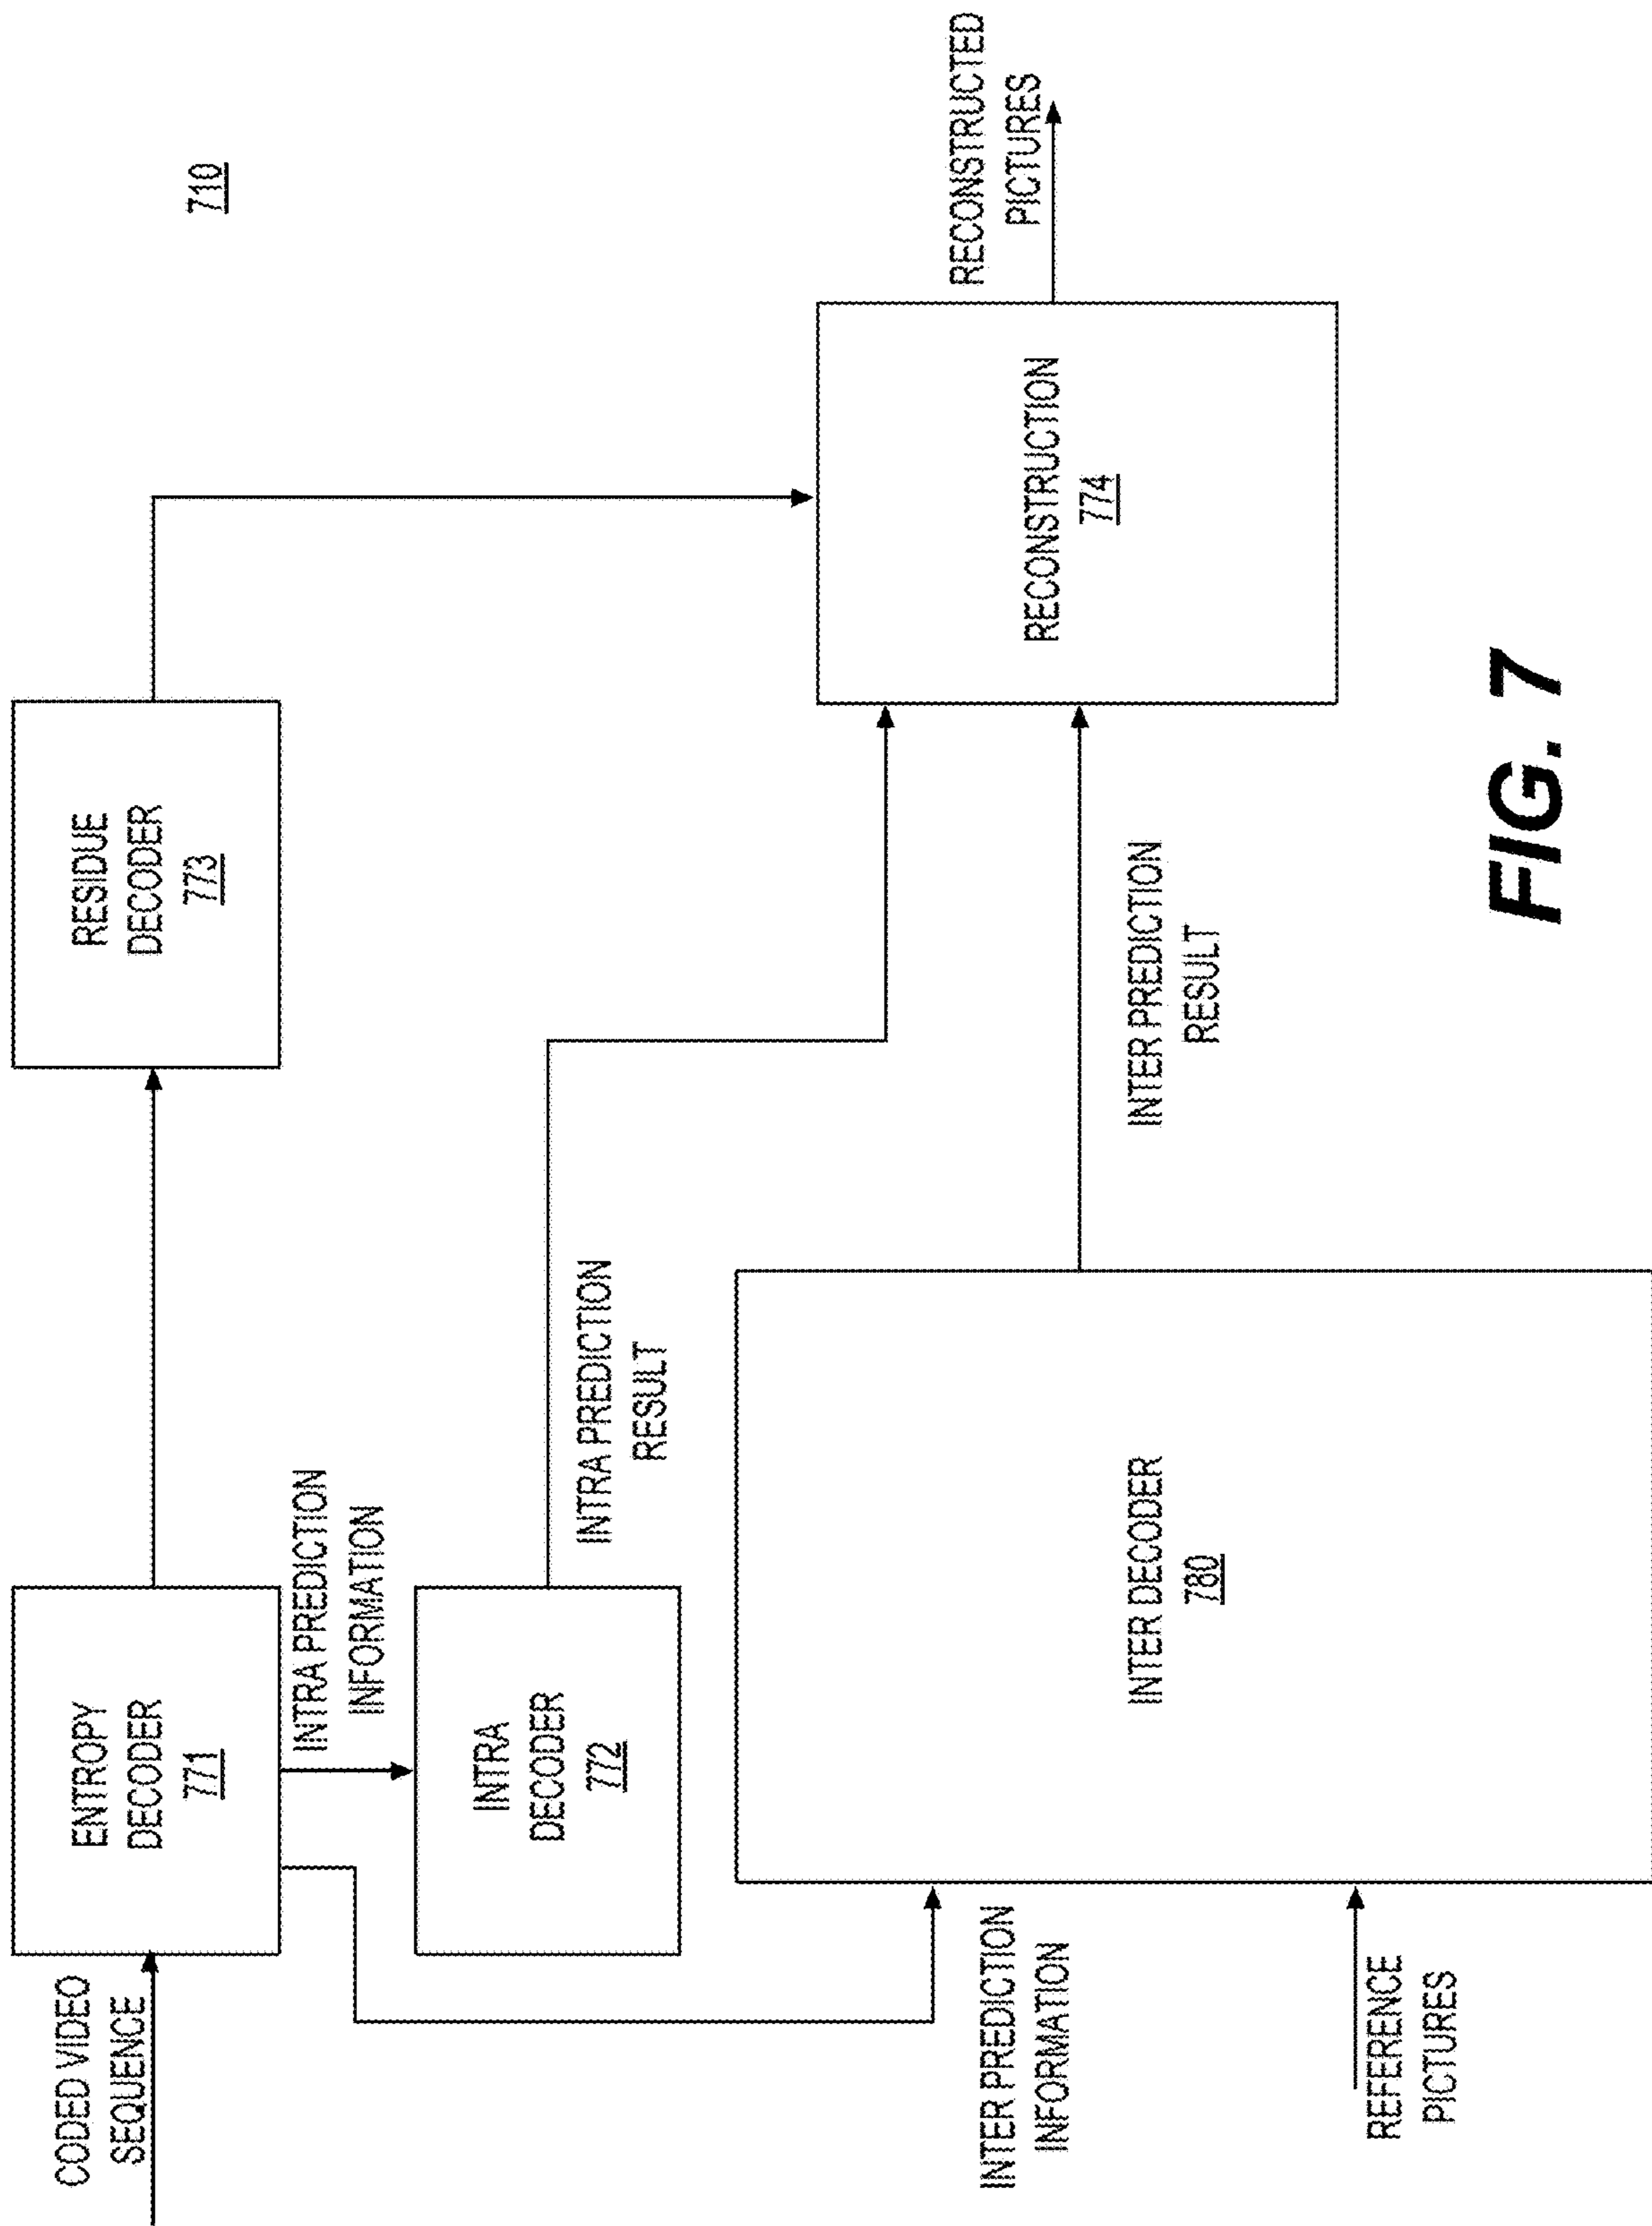 710
CODED VIDEO
SEQUENCE
ENTROPY
DECODER
771
RESIDUE
DECODER
773
INTRA PREDICTION
INFORMATION
INTRA
DECODER
772
INTRA PREDICTION
RESULT
INTER PREDICTION
INFORMATION
REFERENCE
PICTURES
INTER DECODER
780
INTER PREDICTION
RESULT
RECONSTRUCTION
774
RECONSTRUCTED
PICTURES
FIG. 7